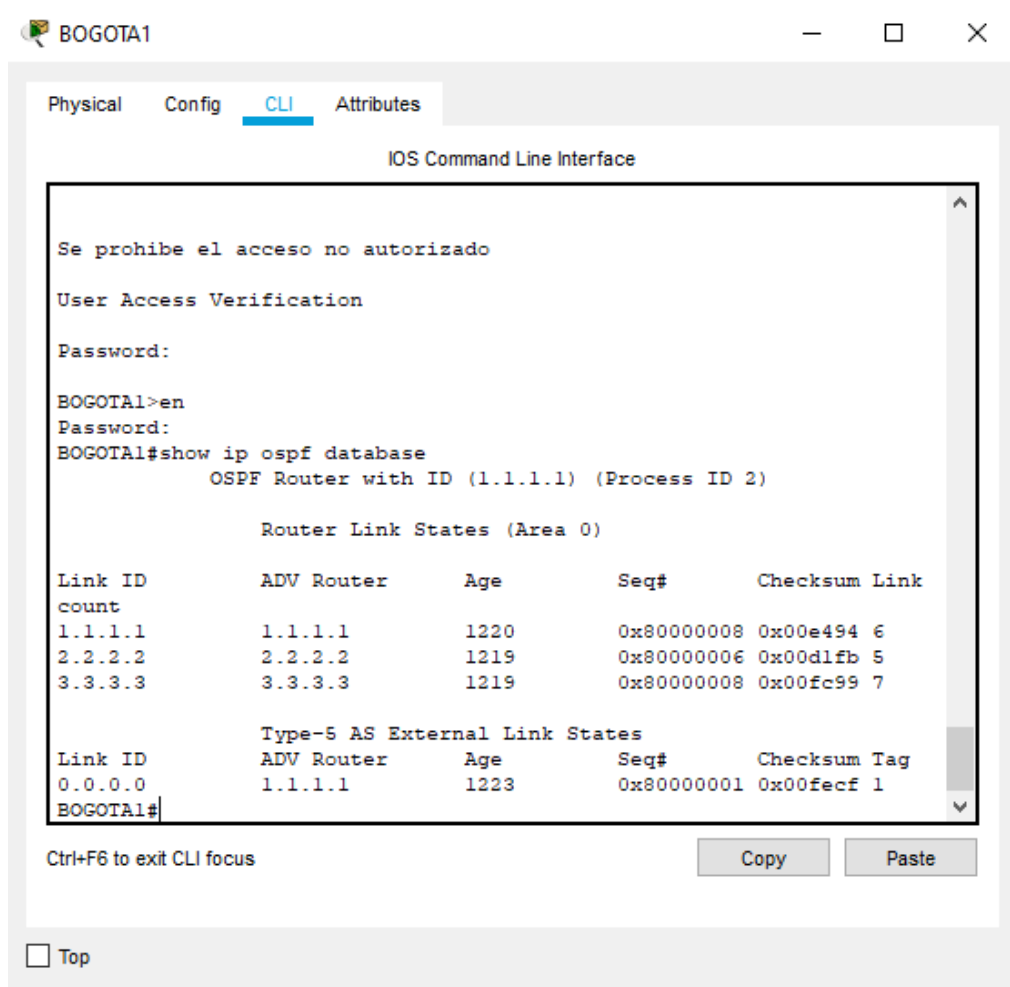 BOGOTA1
Physical Config CLI Attributes
IOS Command Line Interface
Se prohibe el acceso no autorizado
User Access Verification
Password:
BOGOTA1>en
Password:
BOGOTA1#show ip ospf database
OSPF Router with ID (1.1.1.1) (Process ID 2)
Router Link States (Area 0)
Link ID ADV Router Age Seq# Checksum Link
count
1.1.1.1 1.1.1.1 1220 0x80000008 0x00e494 6
2.2.2.2 2.2.2.2 1219 0x80000006 0x00d1fb 5
3.3.3.3 3.3.3.3 1219 0x80000008 0x00fc99 7
Type-5 AS External Link States
Link ID ADV Router Age Seq# Checksum Tag
0.0.0.0 1.1.1.1 1223 0x80000001 0x00fecf 1
BOGOTA1#
Ctrl+F6 to exit CLI focus
Copy Paste
Top